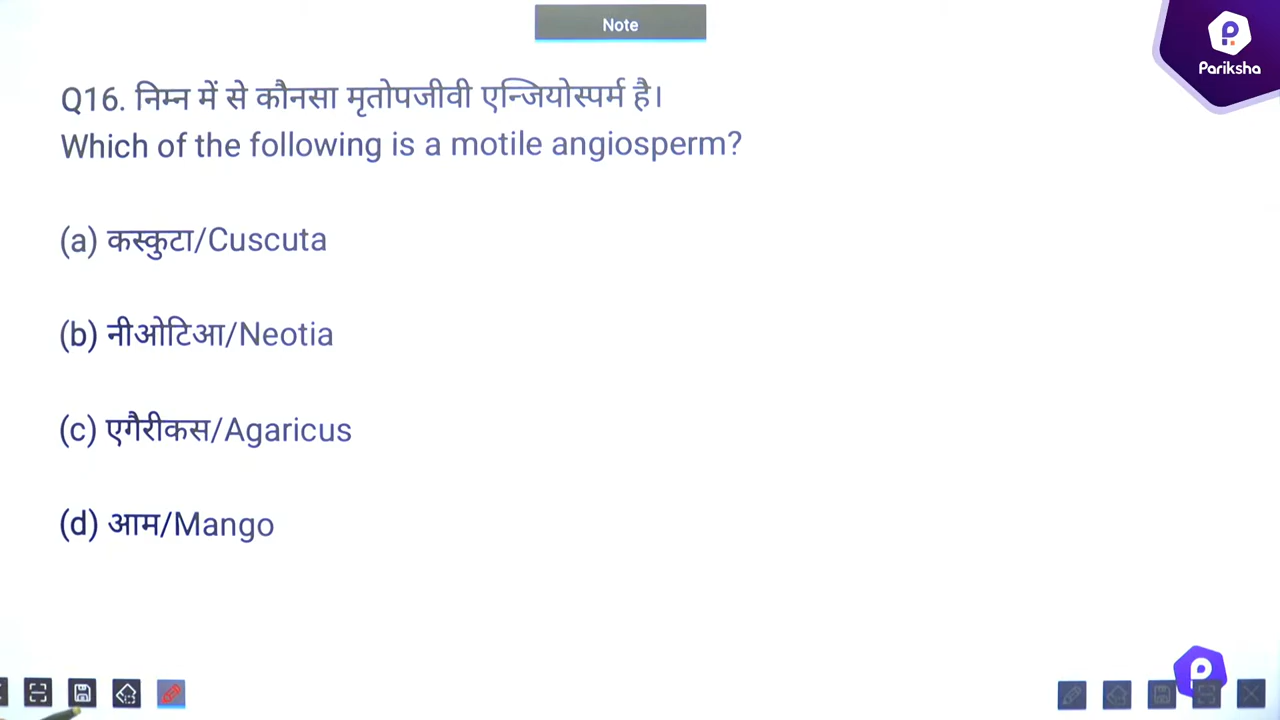 Note
Pariksha
Q16. निम्न में से कौनसा मृतोपजीवी एन्जियोस्पर्म है।
Which of the following is a motile angiosperm?
(a) कस्कुटा/Cuscuta
(b) नीओटिआ/Neotia
(c) एगैरीकस/Agaricus
(d) आम/Mango